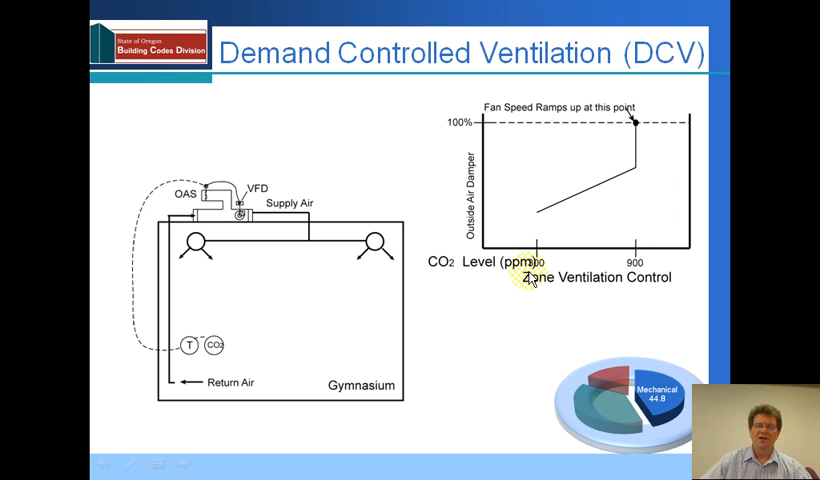 State of Oregon
Building Codes Division
Demand Controlled Ventilation (DCV)
Fan Speed Ramps up at this point
100%
Outside Air Damper
OAS
VFD
Supply Air
CO2 Level (ppm)
900
Zone Ventilation Control
T
CO2
Return Air
Gymnasium
Mechanical
44.8